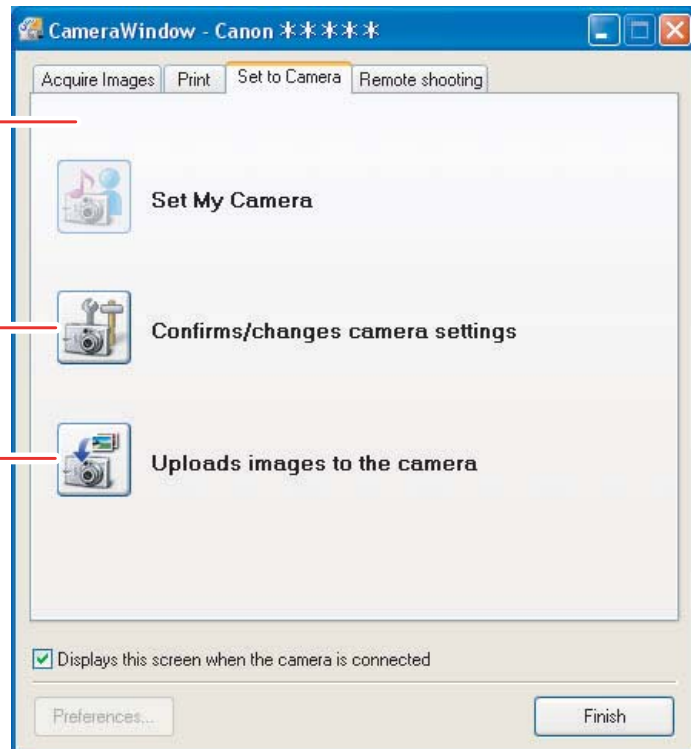 CameraWindow - Canon *****
Acquire Images Print Set to Camera Remote shooting
Set My Camera
Confirms/changes camera settings
Uploads images to the camera
Displays this screen when the camera is connected
Preferences... Finish